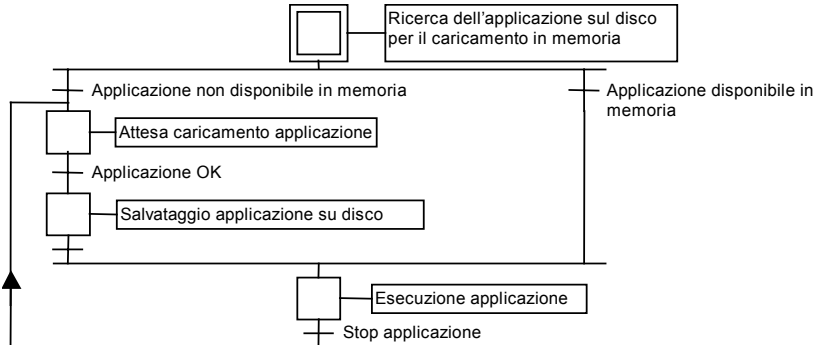 Ricerca dell'applicazione sul disco
per il caricamento in memoria
Applicazione non disponibile in memoria
Applicazione disponibile in
memoria
Attesa caricamento applicazione
Applicazione OK
Salvataggio applicazione su disco
Esecuzione applicazione
Stop applicazione